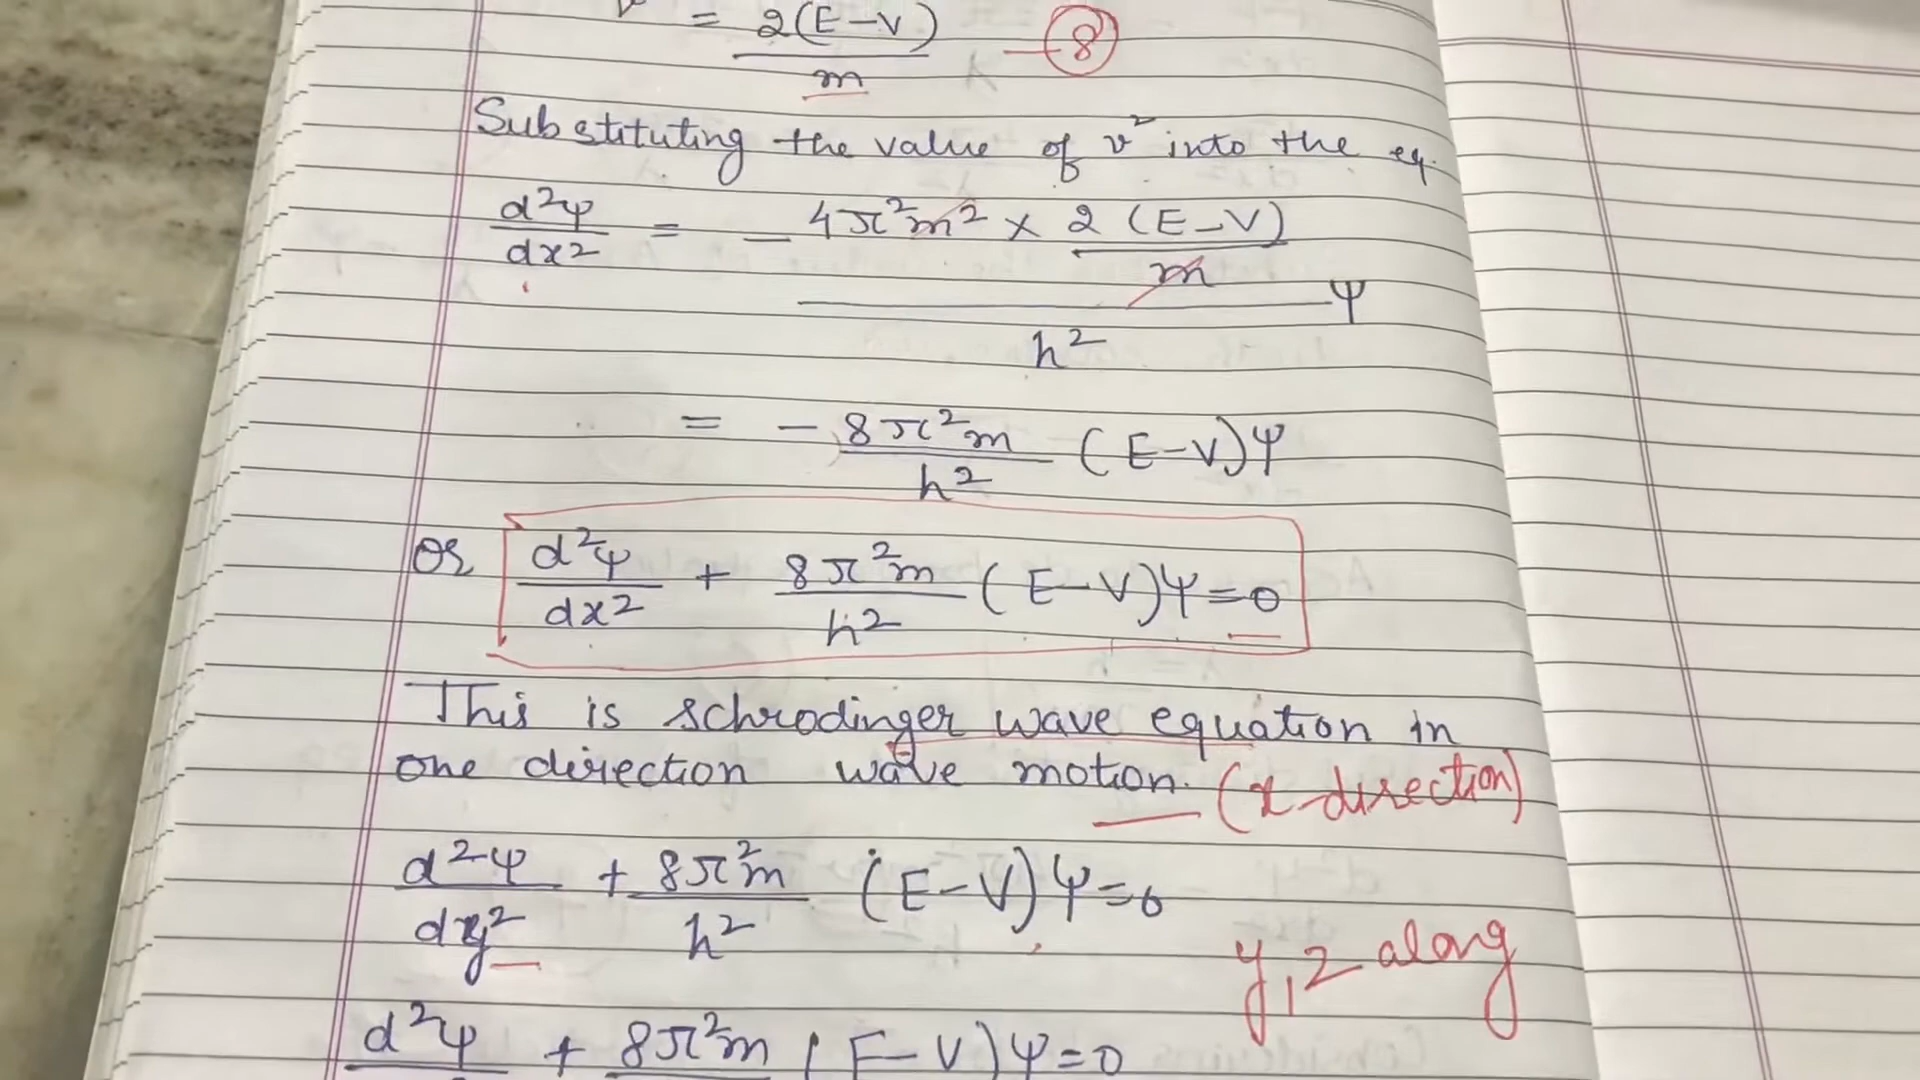 v² = 2(E-V)/m — (8)
Substituting the value of v² into the eq.
d²ψ/dx² = - (4π²m² × 2(E-V)/m)/h² ψ
= - 8π²m/h² (E-V)ψ
or d²ψ/dx² + 8π²m/h² (E-V)ψ=0
This is schrodinger wave equation in
one direction wave motion. — (x-direction)
d²ψ/dy² + 8π²m/h² (E-V)ψ=0
y,z along
d²ψ + 8π²m (E-V)ψ=0